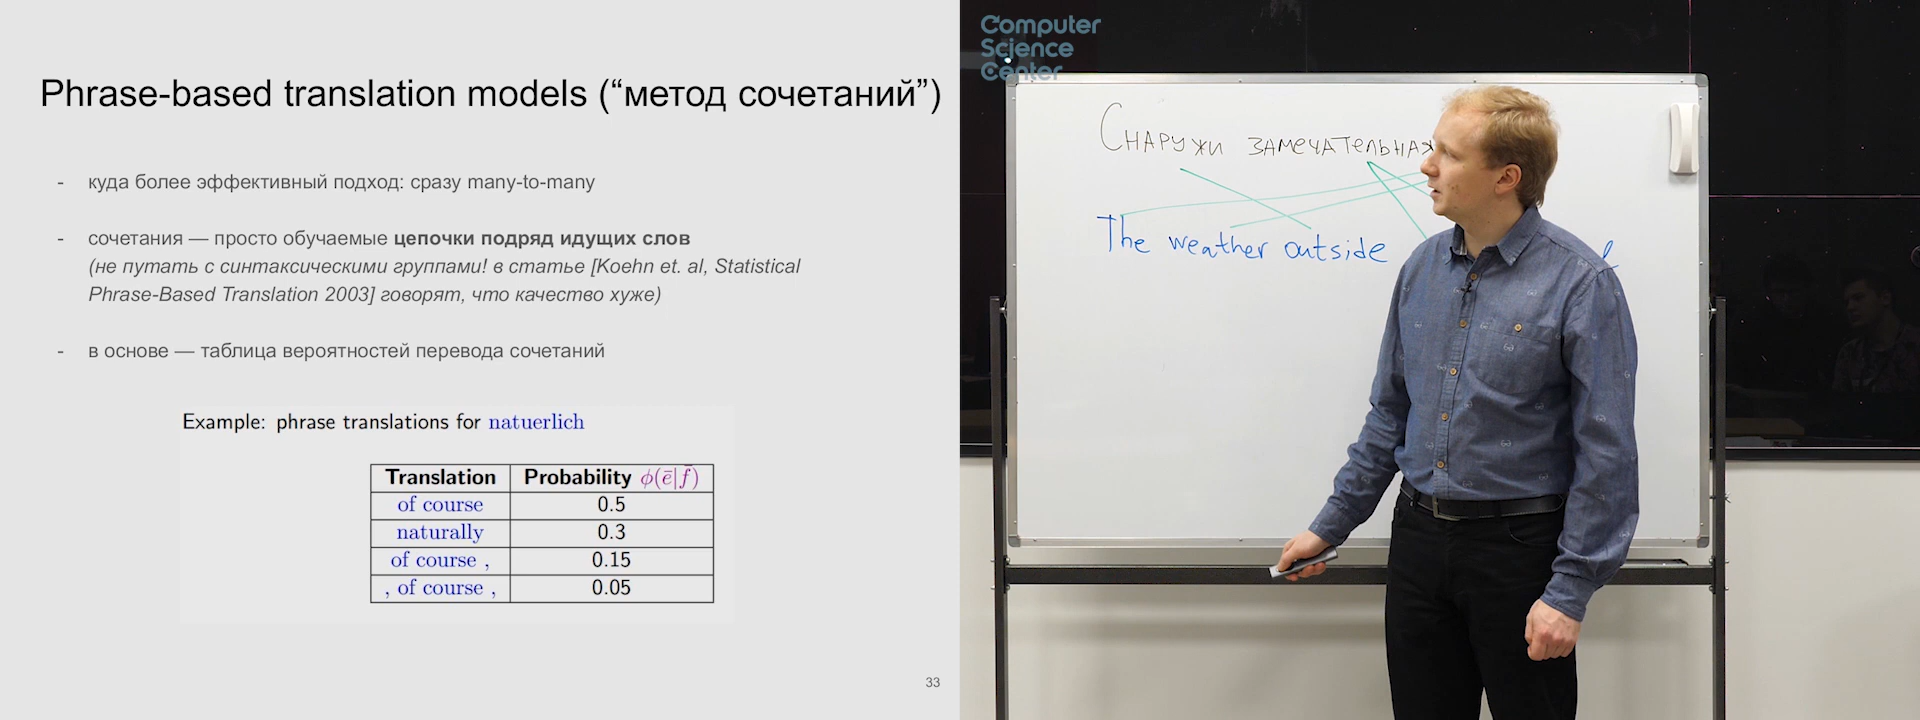 Phrase-based translation models (“метод сочетаний”)
- куда более эффективный подход: сразу many-to-many
- сочетания — просто обучаемые цепочки подряд идущих слов
(не путать с синтаксическими группами! в статье [Koehn et. al, Statistical
Phrase-Based Translation 2003] говорят, что качество хуже)
- в основе — таблица вероятностей перевода сочетаний
Example: phrase translations for natuerlich
Translation Probability ϕ(ē|f̄)
of course 0.5
naturally 0.3
of course , 0.15
, of course , 0.05
33
Computer
Science
Center
Снаружи
The weather outside